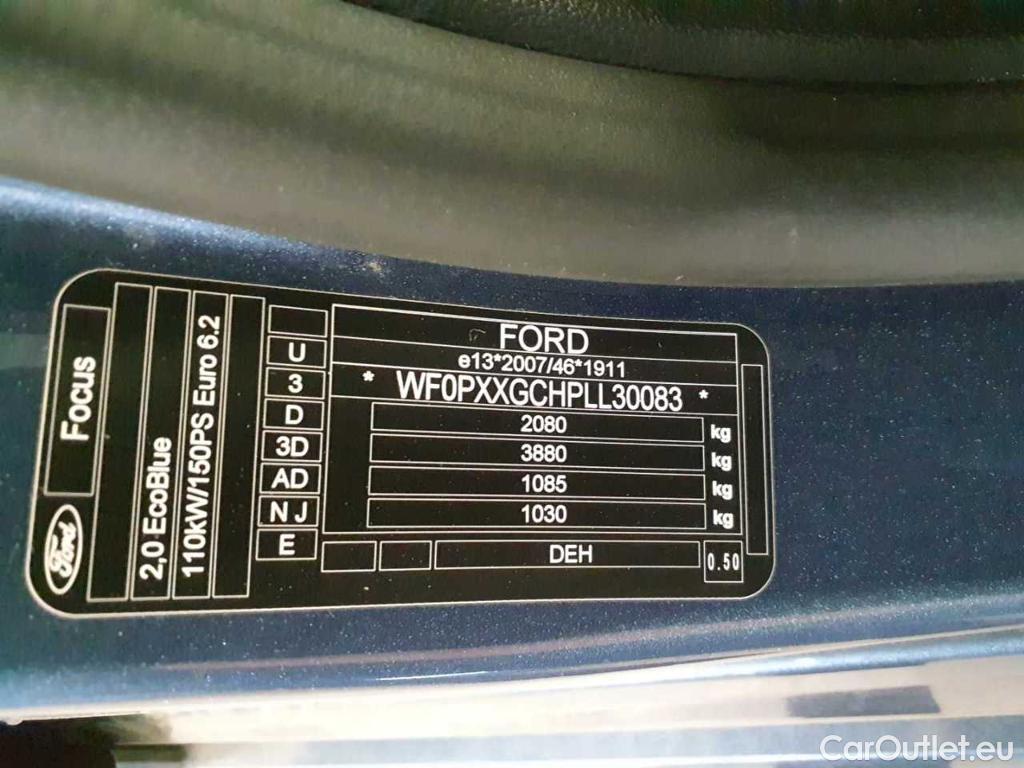 Ford
Focus
2,0 EcoBlue
110kW/150PS Euro 6.2
U
3
D
3D
AD
N J
E
FORD
e13*2007/46*1911
* WF0PXXGCHPLL30083 *
2080 kg
3880 kg
1085 kg
1030 kg
DEH
0.50
CarOutlet.eu